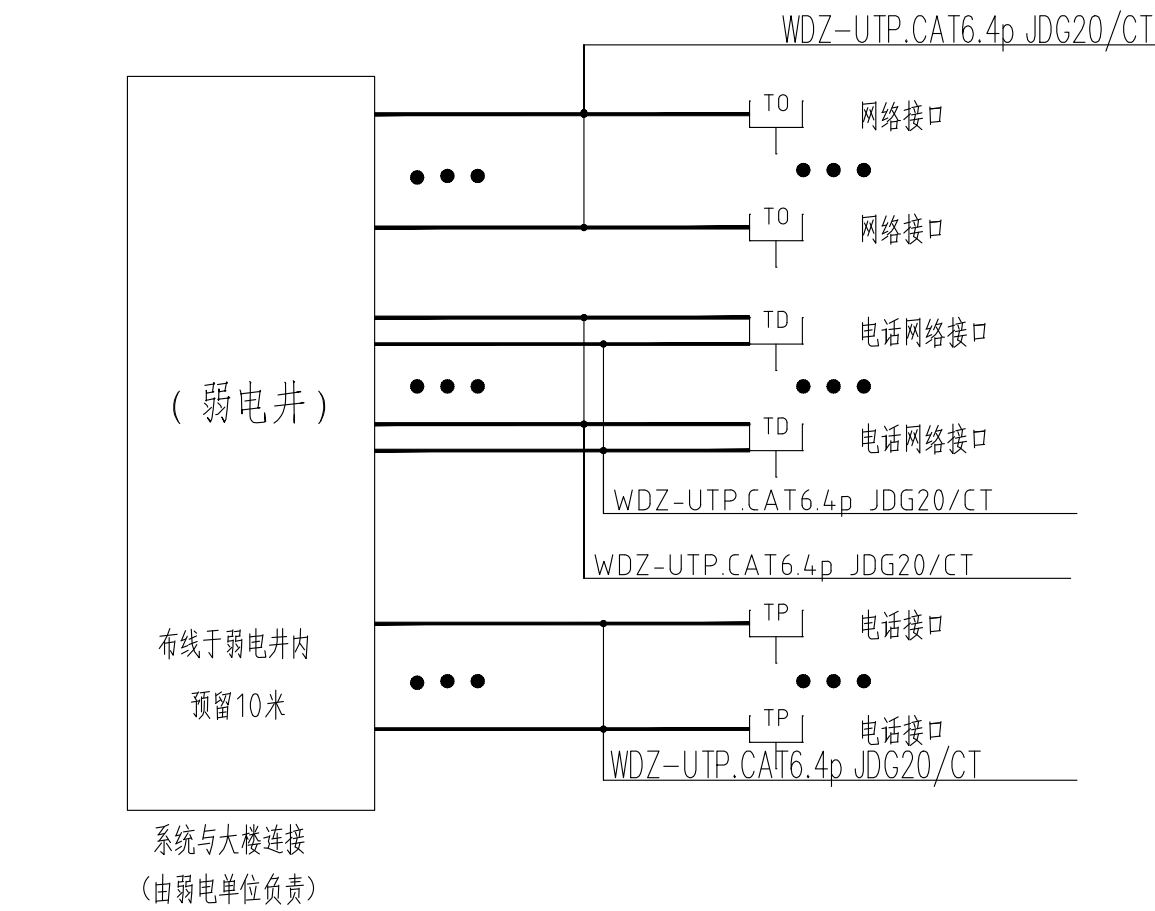 WDZ-UTP.CAT6.4p JDG20/CT
TO 网络接口
TO 网络接口
TD 电话网络接口
(弱电井)
TD 电话网络接口
WDZ-UTP.CAT6.4p JDG20/CT
WDZ-UTP.CAT6.4p JDG20/CT
TP 电话接口
布线于弱电井内
预留10米
TP 电话接口
WDZ-UTP.CAT6.4p JDG20/CT
系统与大楼连接
(由弱电单位负责)